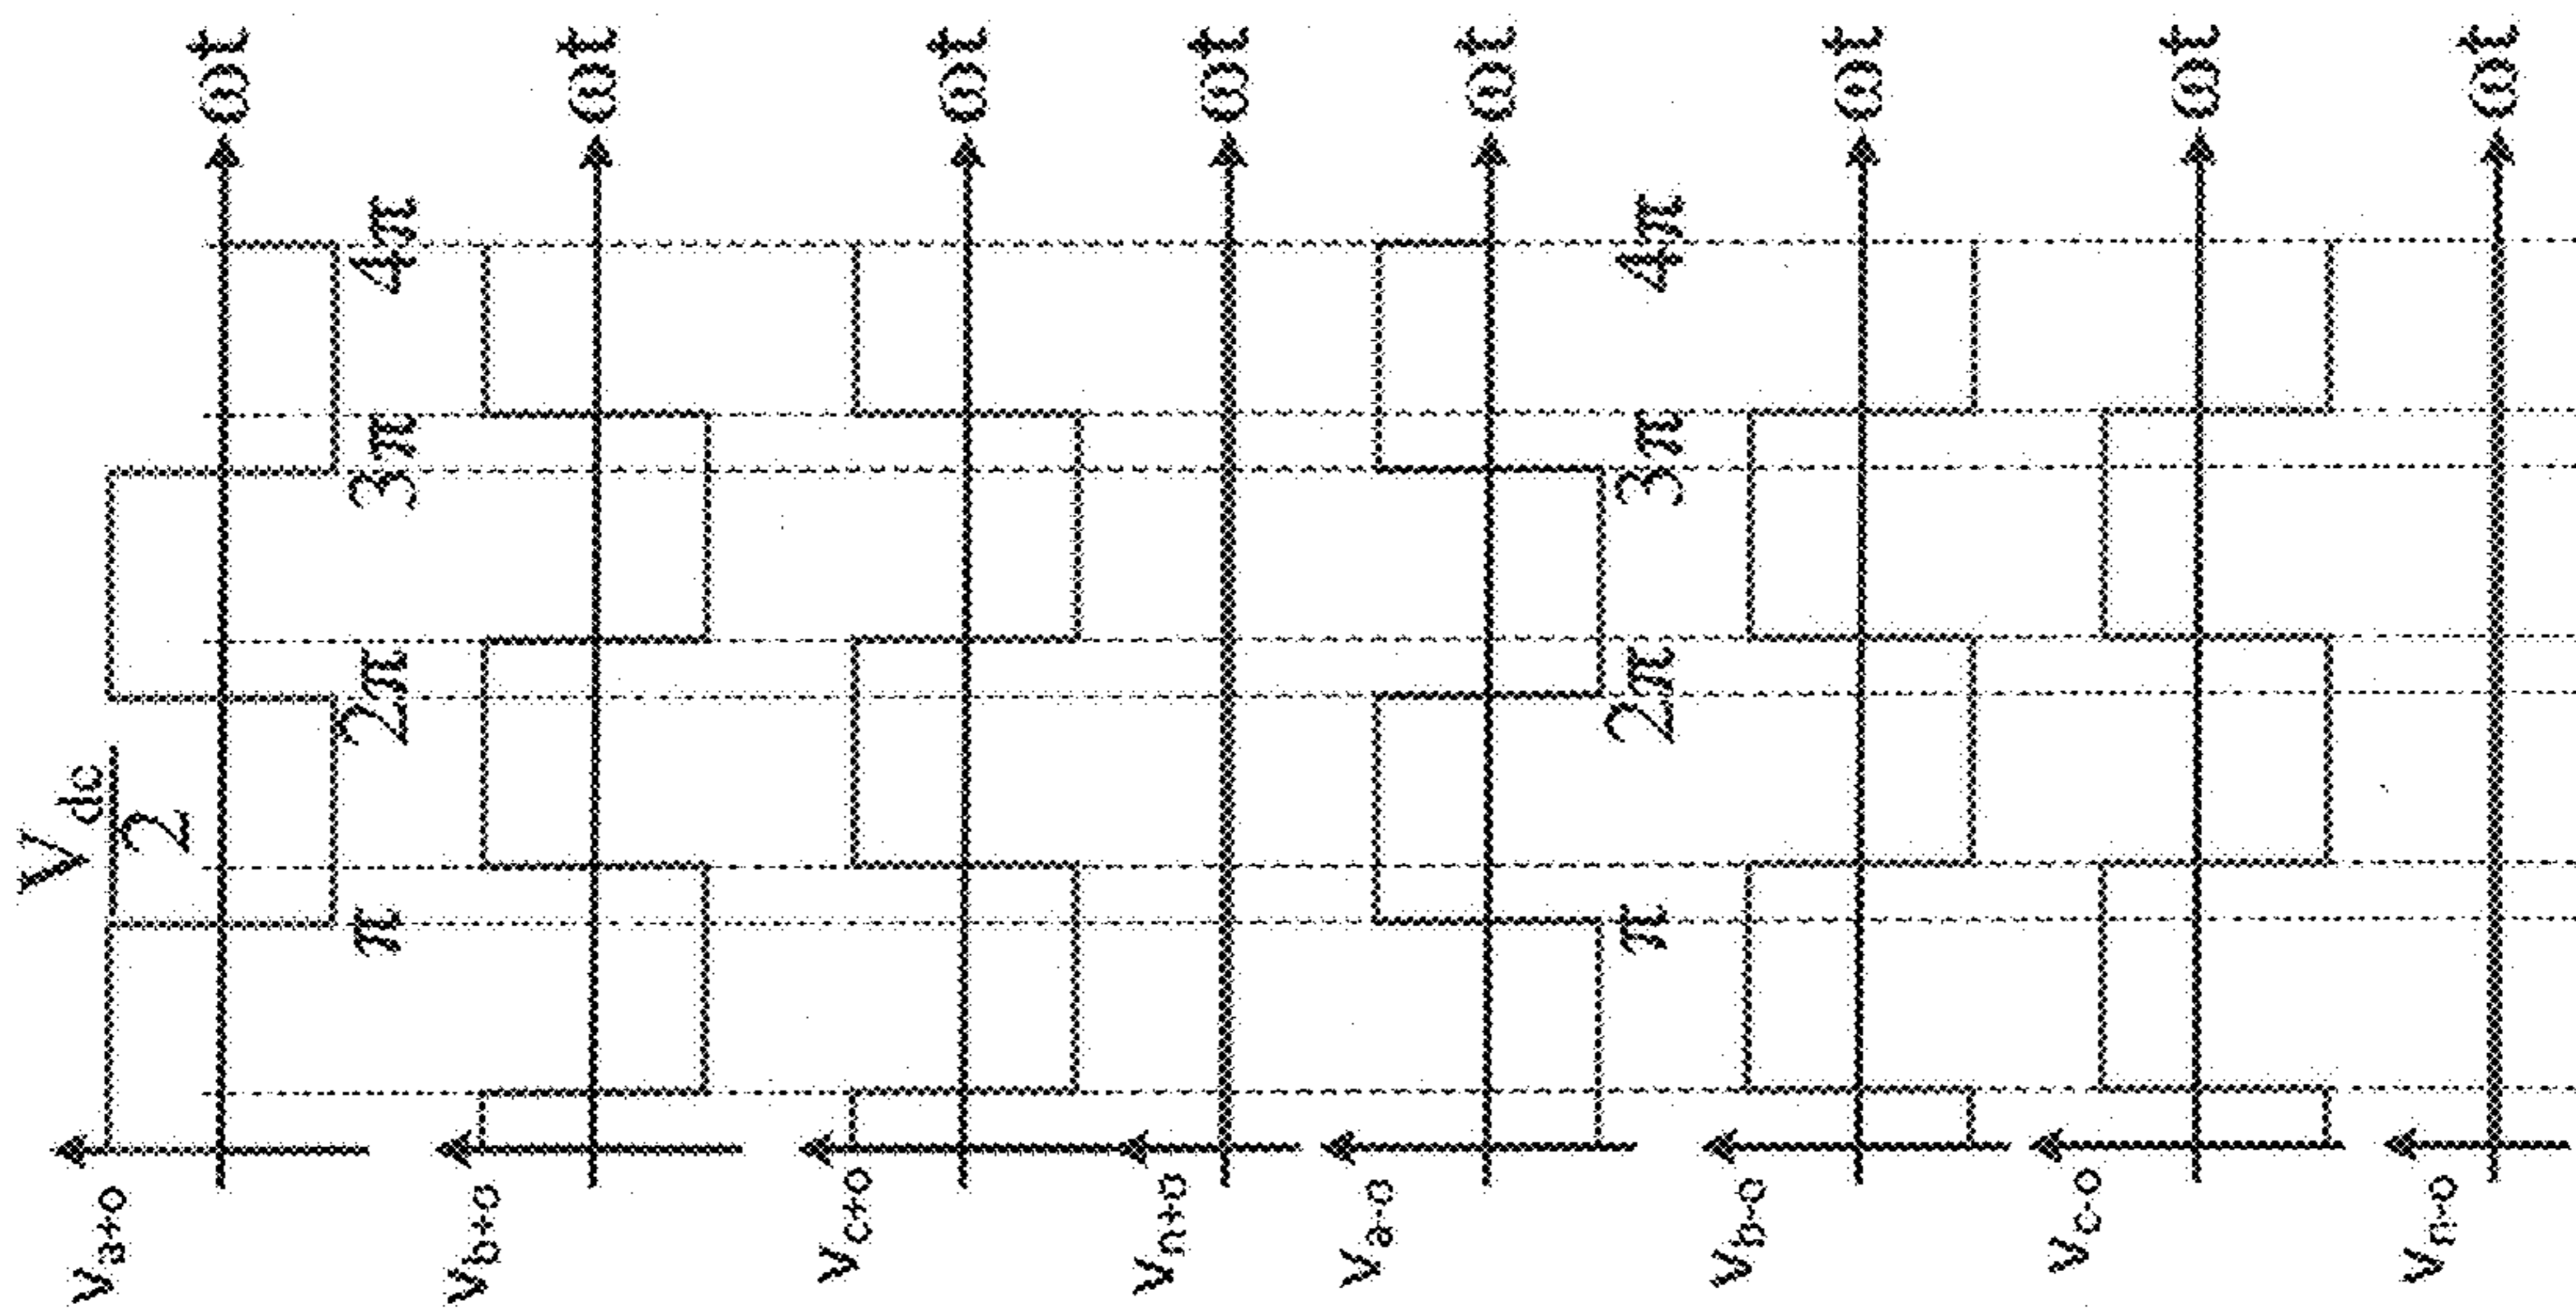 V_dc
2
v_a+o
ωt
π
2π
3π
4π
v_b+o
ωt
v_c+o
ωt
v_n+o
ωt
v_a-o
ωt
π
2π
3π
4π
v_b-o
ωt
v_c-o
ωt
v_n-o
ωt